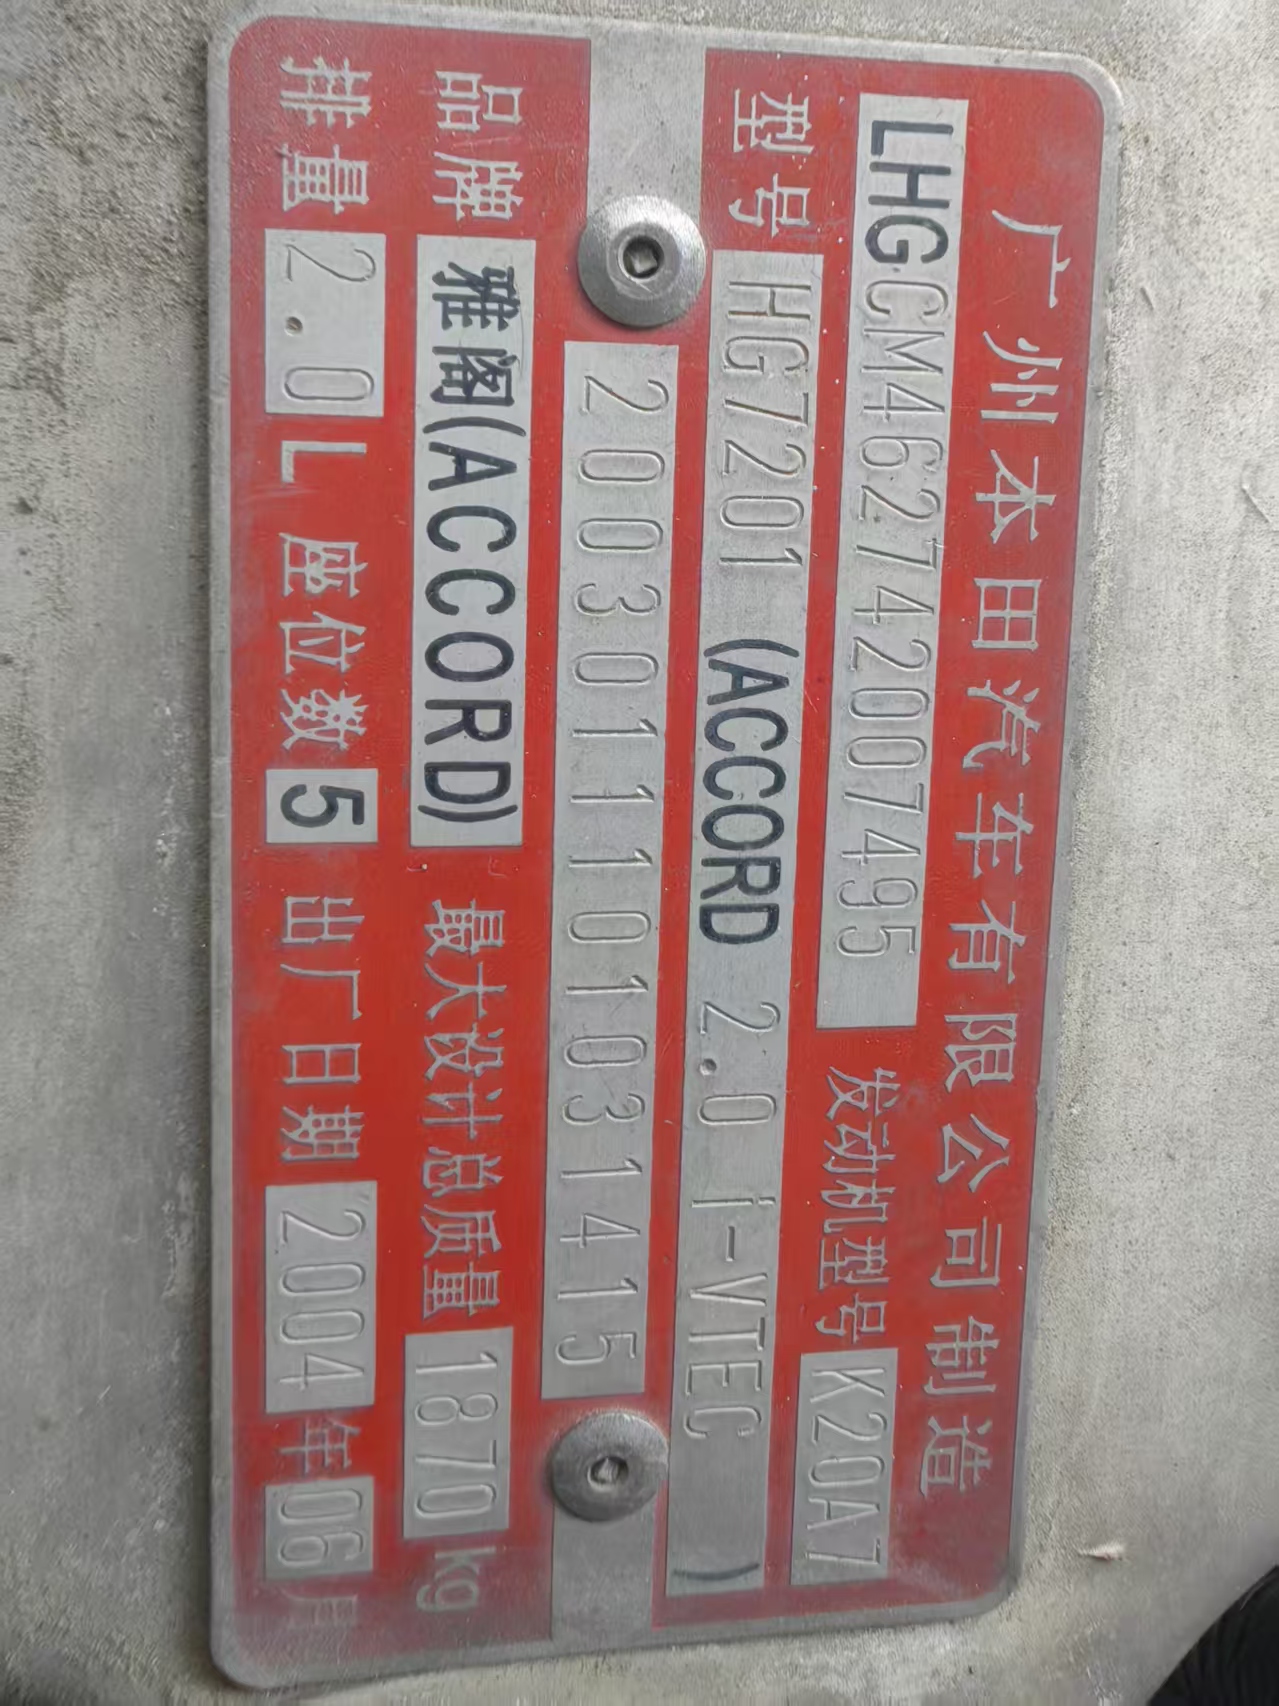 广州本田汽车有限公司制造
LHGCM462742007495 发动机型号 K20A7
型号 HG7201 (ACCORD 2.0 i-VTEC )
2003011101031415
品牌 雅阁(ACCORD) 最大设计总质量 1870 kg
排量 2.0 L 座位数 5 出厂日期 2004 年 06 月